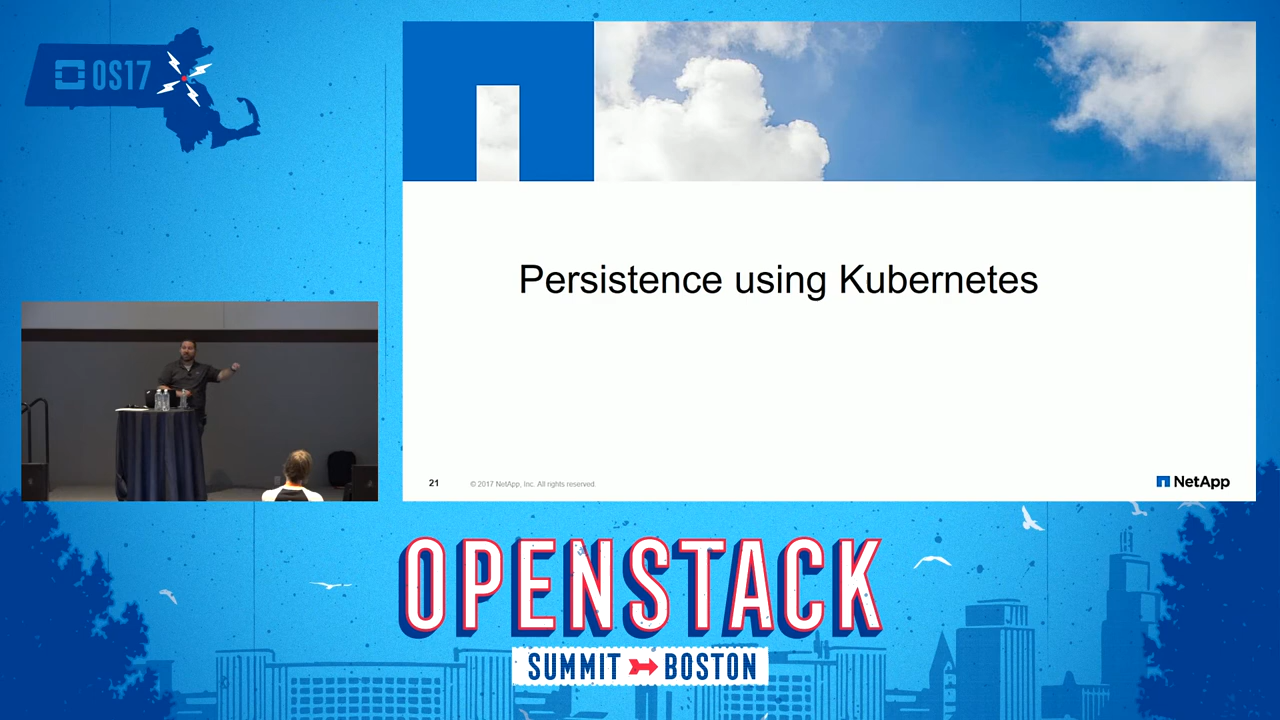 OS17
Persistence using Kubernetes
21
© 2017 NetApp, Inc. All rights reserved.
NetApp
OPENSTACK
SUMMIT BOSTON